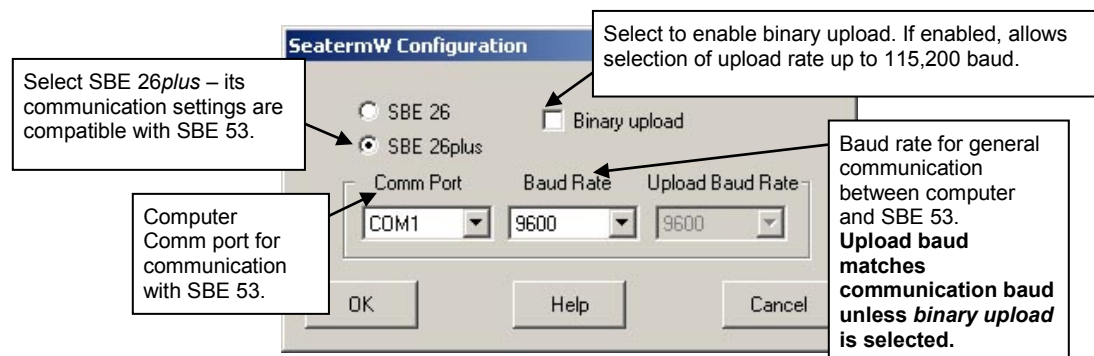 Select to enable binary upload. If enabled, allows
selection of upload rate up to 115,200 baud.
SeatermW Configuration
Select SBE 26plus – its
communication settings are
compatible with SBE 53.
SBE 26
Binary upload
SBE 26plus
Baud rate for general
communication
between computer
and SBE 53.
Upload baud
matches
communication baud
unless binary upload
is selected.
Comm Port
Baud Rate
Upload Baud Rate
COM1
9600
9600
Computer
Comm port for
communication
with SBE 53.
OK
Help
Cancel